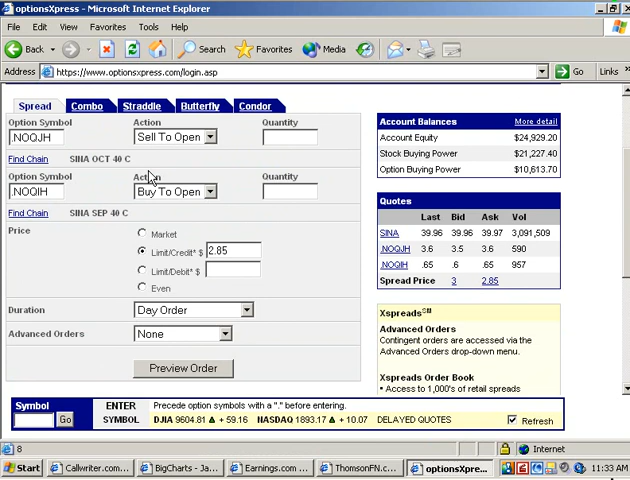 optionsXpress - Microsoft Internet Explorer
File Edit View Favorites Tools Help
Back Search Favorites Media
Address https://www.optionsxpress.com/login.asp Go Links »
Spread Combo Straddle Butterfly Condor
Option Symbol Action Quantity
.NOQJH Sell To Open
Find Chain SINA OCT 40 C
Option Symbol Action Quantity
.NOQIH Buy To Open
Find Chain SINA SEP 40 C
Price Market
Limit/Credit* $ 2.85
Limit/Debit* $
Even
Duration Day Order
Advanced Orders None
Preview Order
Account Balances More detail
Account Equity $24,929.20
Stock Buying Power $21,227.40
Option Buying Power $10,613.70
Quotes Last Bid Ask Vol
SINA 39.96 39.96 39.97 3,091,509
.NOQJH 3.6 3.5 3.6 590
.NOQIH .65 .6 .65 957
Spread Price 3 2.85
Xspreads SM
Advanced Orders
Contingent orders are accessed via the
Advanced Orders drop-down menu.
Xspreads Order Book
• Access to 1,000's of retail spreads
Symbol ENTER Precede option symbols with a "." before entering.
Go SYMBOL DJIA 9604.81 + 59.16 NASDAQ 1893.17 + 10.07 DELAYED QUOTES Refresh
8 Internet
Start Callwriter.com... BigCharts - Ja... Earnings.com ... ThomsonFN.c... optionsXpre... 11:33 AM